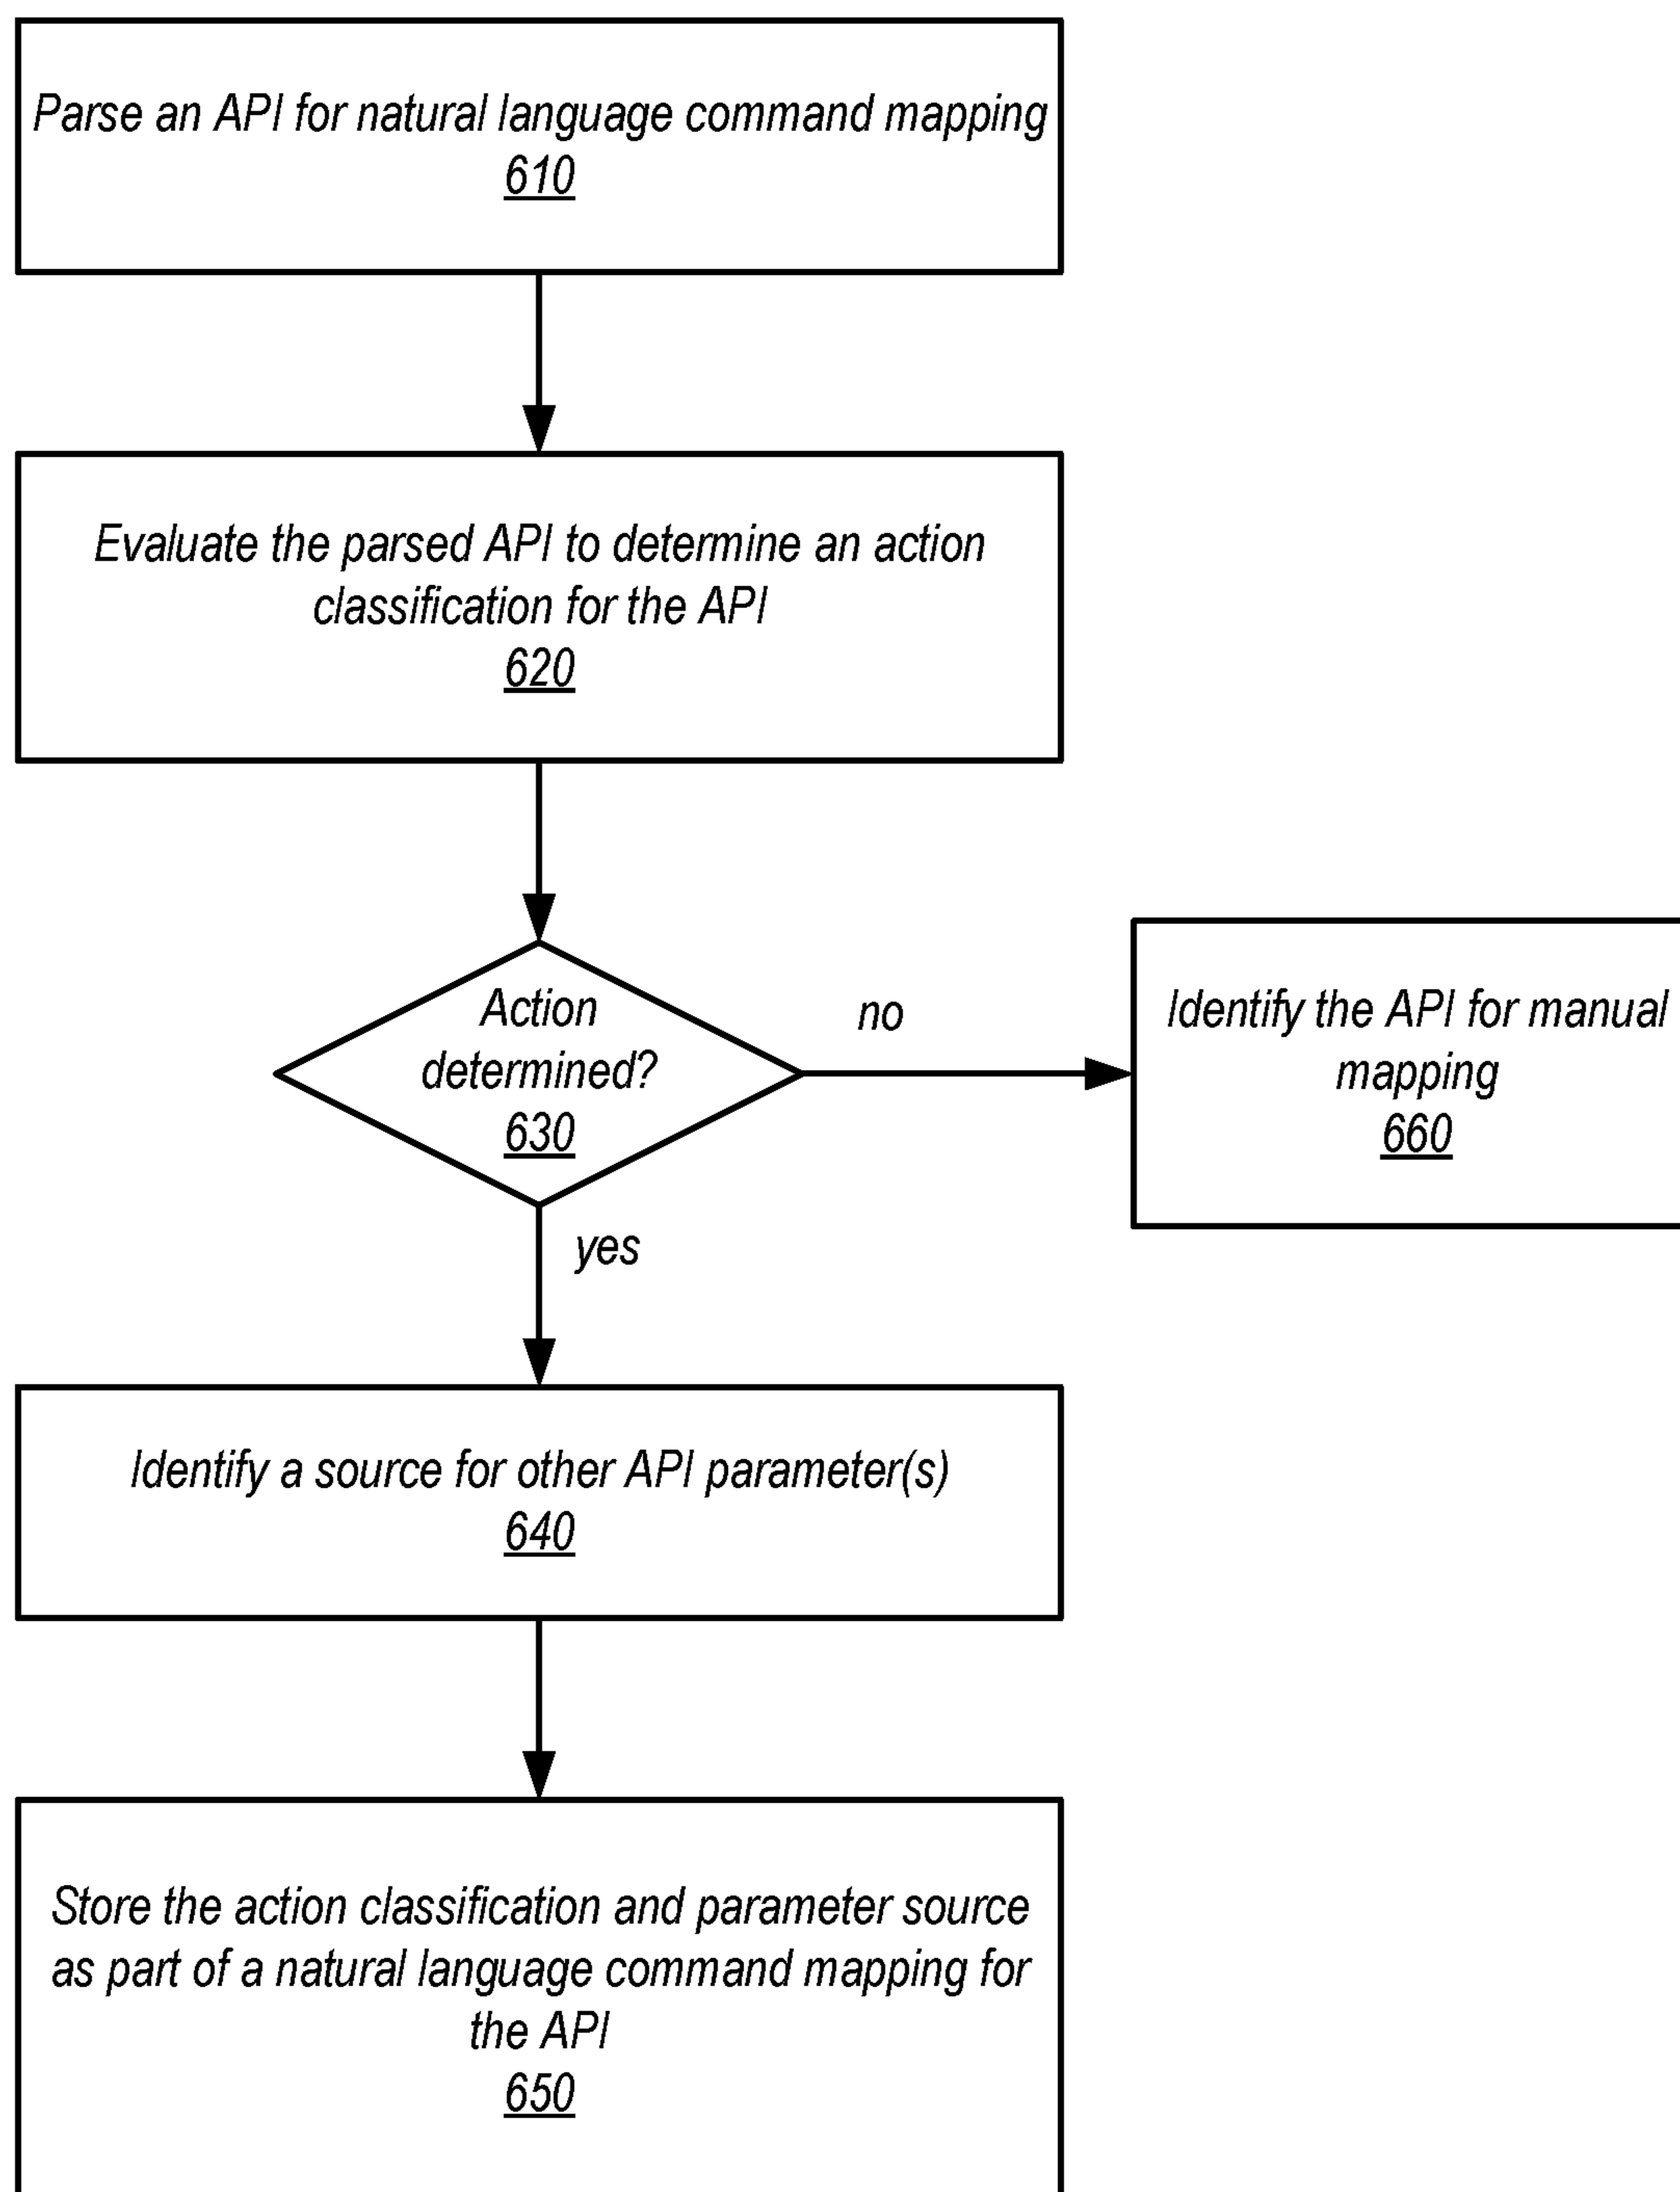 Parse an API for natural language command mapping
610
Evaluate the parsed API to determine an action
classification for the API
620
Action
determined?
630
no
Identify the API for manual
mapping
660
yes
Identify a source for other API parameter(s)
640
Store the action classification and parameter source
as part of a natural language command mapping for
the API
650